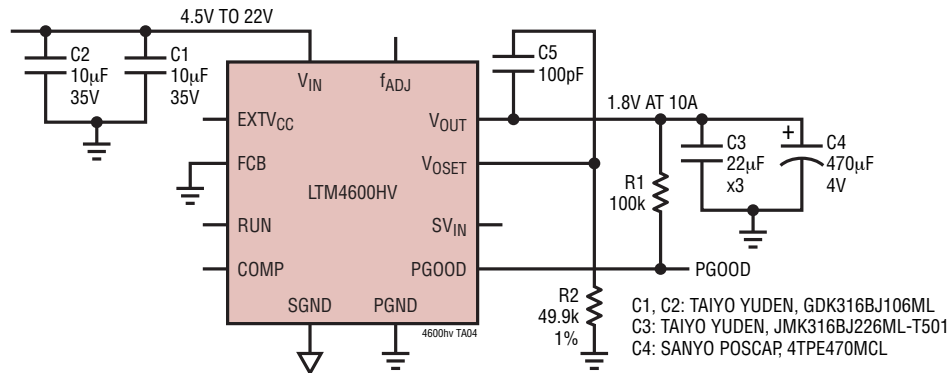 4.5V TO 22V
C2
10µF
35V
C1
10µF
35V
C5
100pF
VIN
fADJ
1.8V AT 10A
EXTVCC
VOUT
FCB
VOSET
LTM4600HV
RUN
SVIN
COMP
PGOOD
SGND
PGND
R1
100k
C3
22µF
x3
+
C4
470µF
4V
PGOOD
R2
49.9k
1%
4600hv TA04
C1, C2: TAIYO YUDEN, GDK316BJ106ML
C3: TAIYO YUDEN, JMK316BJ226ML-T501
C4: SANYO POSCAP, 4TPE470MCL